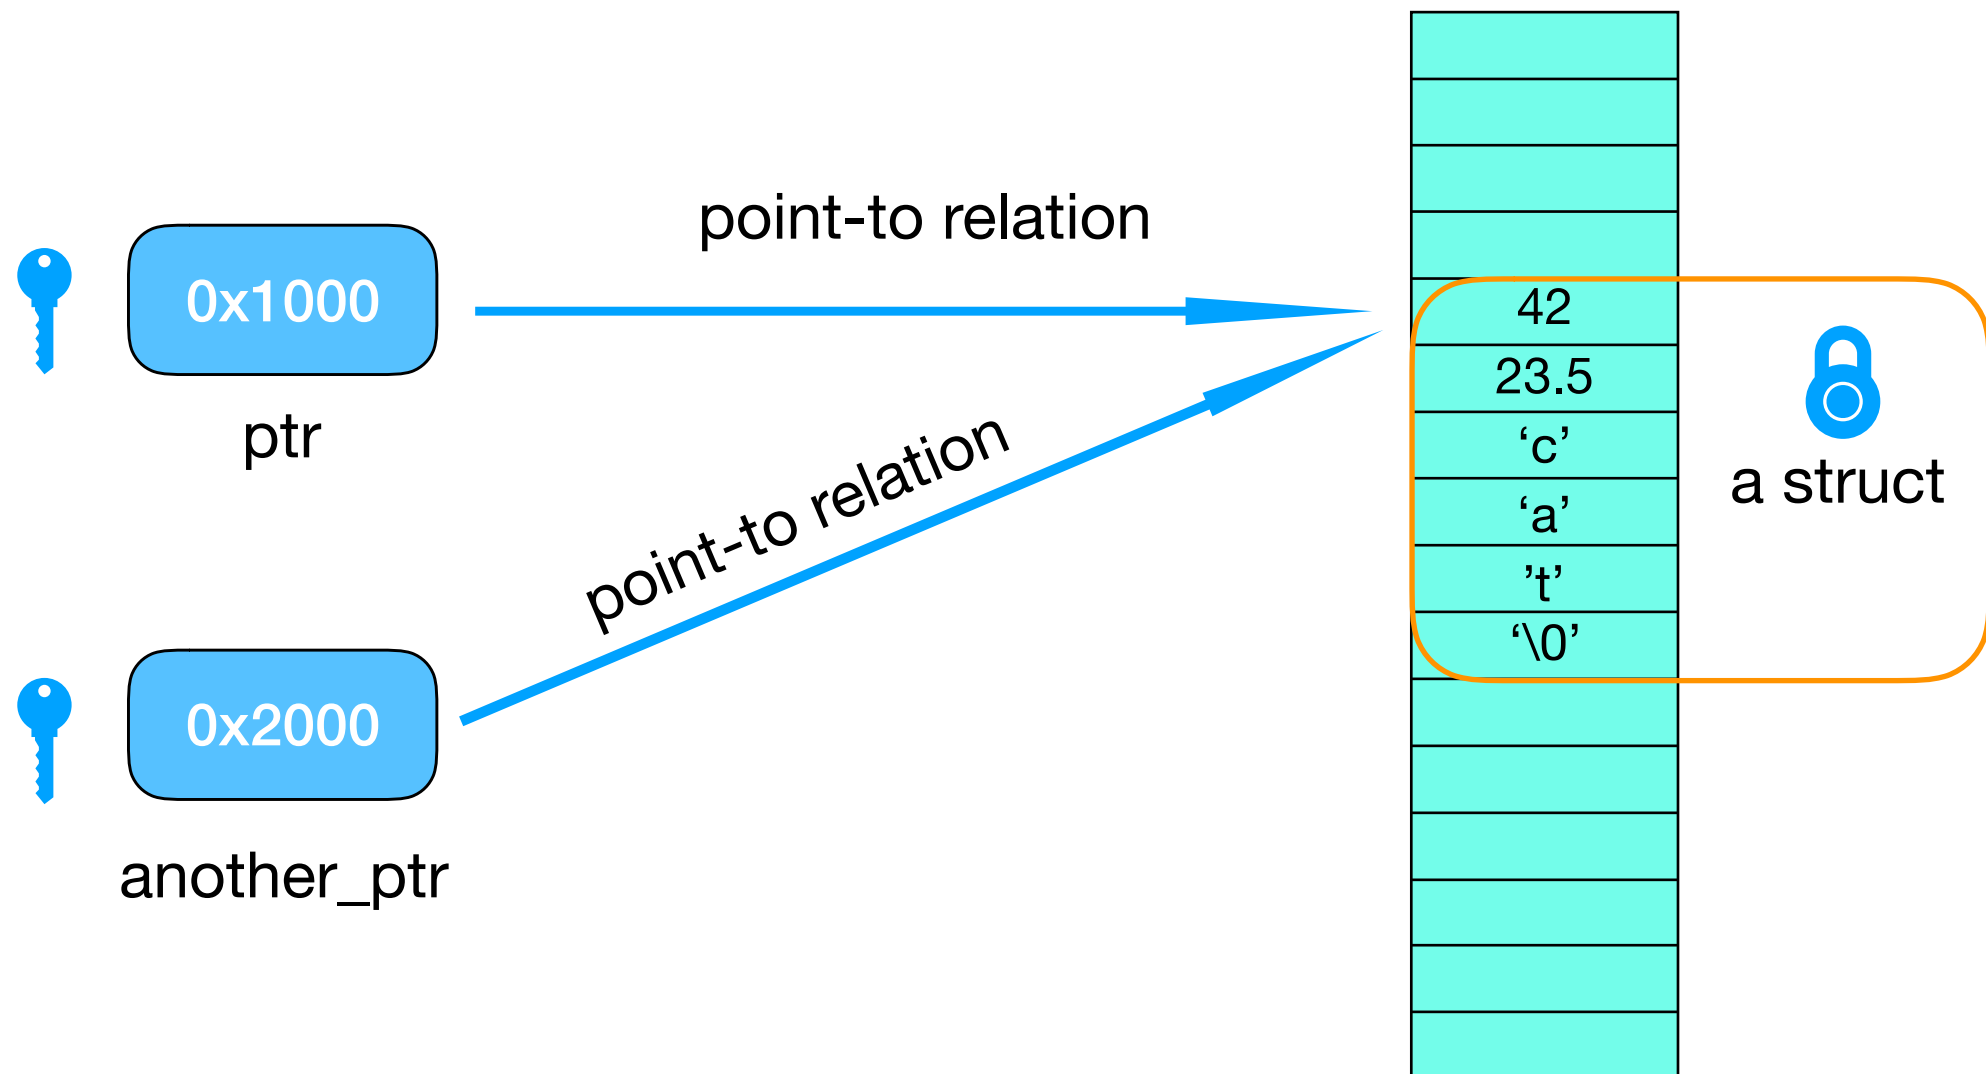 point-to relation
0x1000
ptr
point-to relation
0x2000
another_ptr
42
23.5
‘c’
‘a’
’t’
‘\0’
a struct